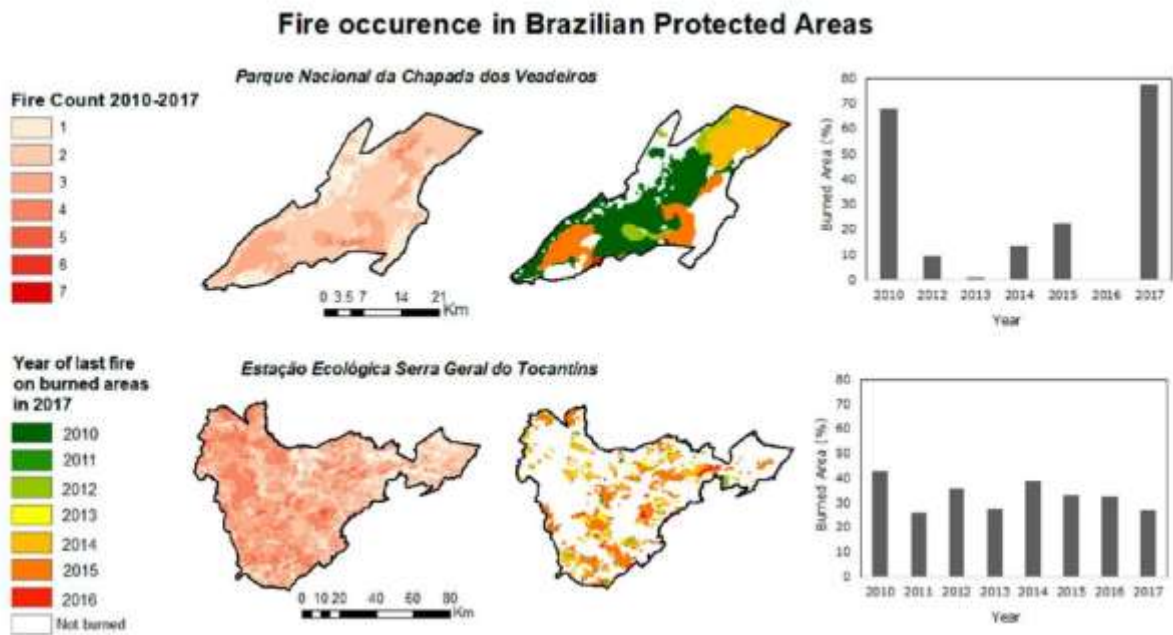 Fire occurence in Brazilian Protected Areas
Parque Nacional da Chapada dos Veadeiros
Fire Count 2010-2017
1
2
3
4
5
6
7
0 3.5 7 14 21
Km
80
70
60
50
40
30
20
10
0
Burned Area (%)
2010 2012 2013 2014 2015 2016 2017
Year
Estação Ecológica Serra Geral do Tocantins
Year of last fire
on burned areas
in 2017
2010
2011
2012
2013
2014
2015
2016
Not burned
0 10 20 40 60 80
Km
80
70
60
50
40
30
20
10
0
Burned Area (%)
2010 2011 2012 2013 2014 2015 2016 2017
Year